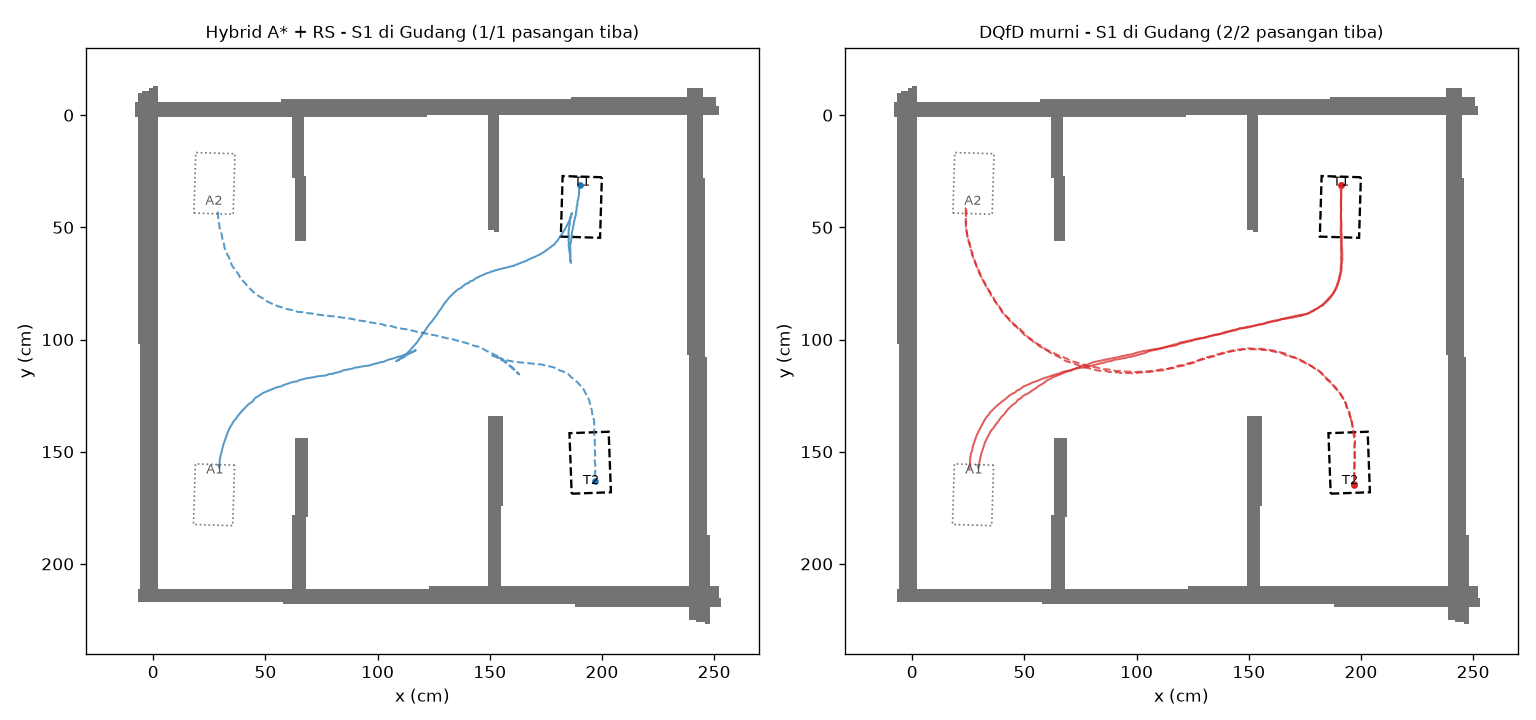 Hybrid A* + RS - S1 di Gudang (1/1 pasangan tiba)
y (cm)
0
50
100
150
200
A2
T1
A1
T2
0
50
100
150
200
250
x (cm)
DQfD murni - S1 di Gudang (2/2 pasangan tiba)
y (cm)
0
50
100
150
200
A2
T1
A1
T2
0
50
100
150
200
250
x (cm)